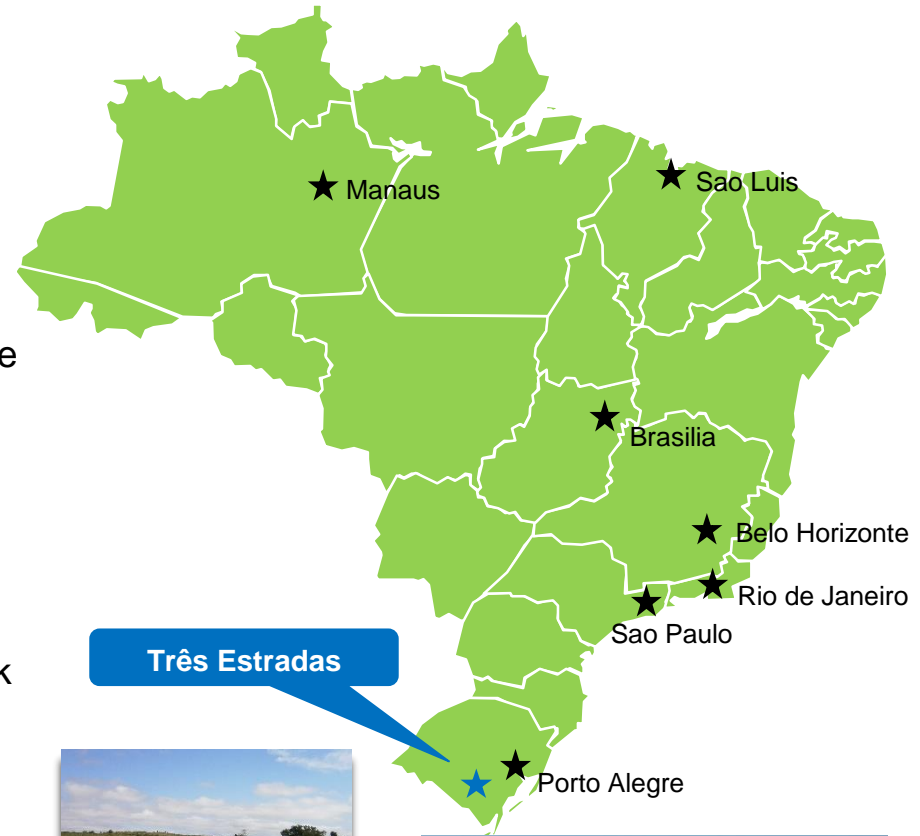 Manaus
Sao Luis
e
Brasilia
Belo Horizonte
Rio de Janeiro
Sao Paulo
Três Estradas
k
Porto Alegre